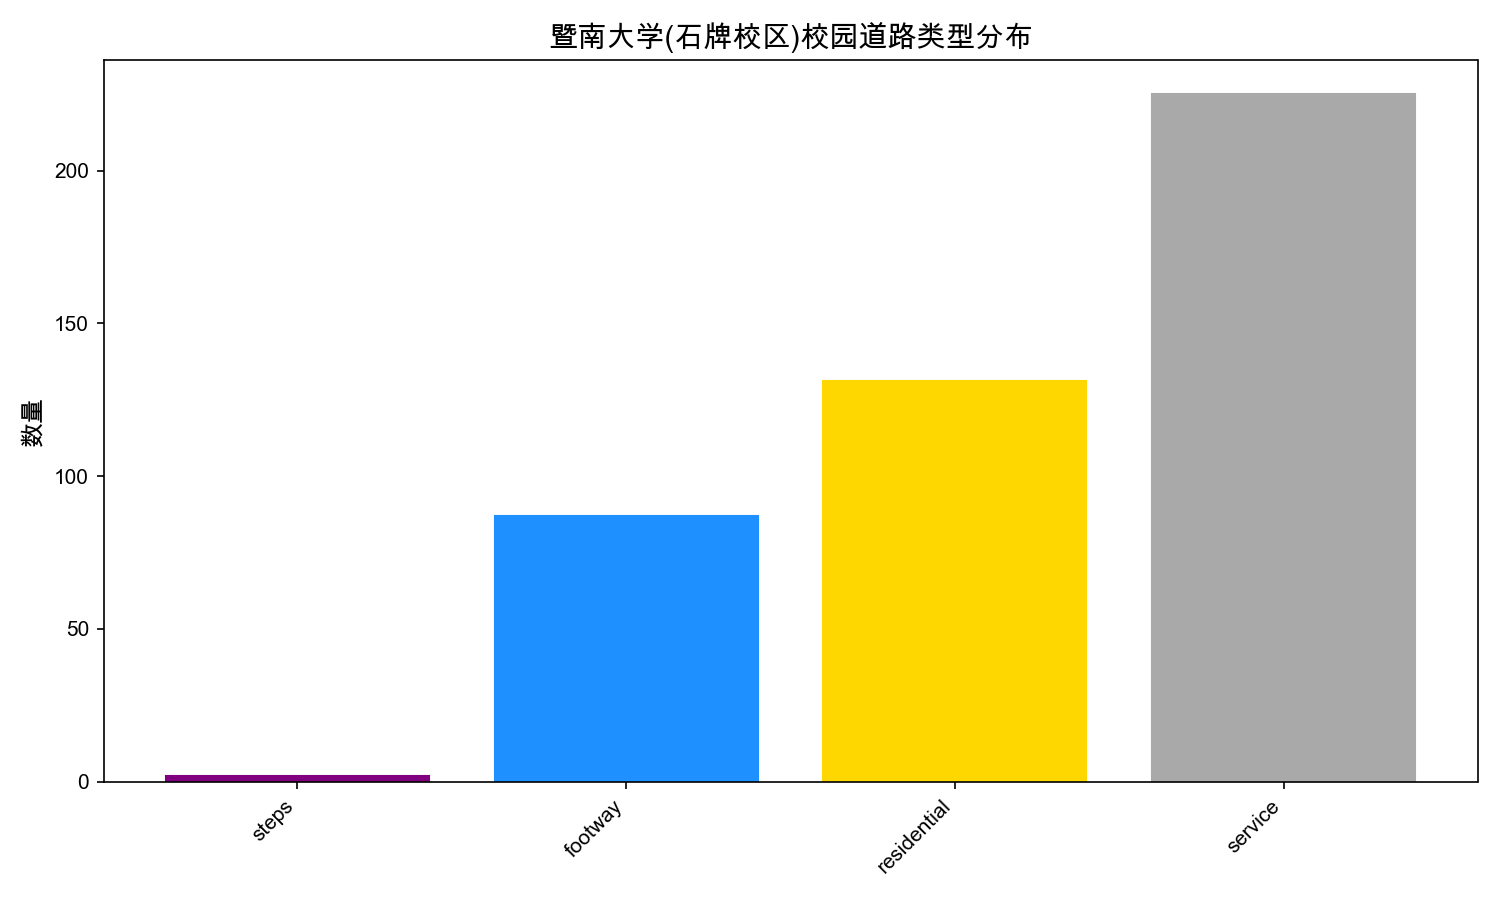 暨南大学(石牌校区)校园道路类型分布
数量
200
150
100
50
0
steps
footway
residential
service